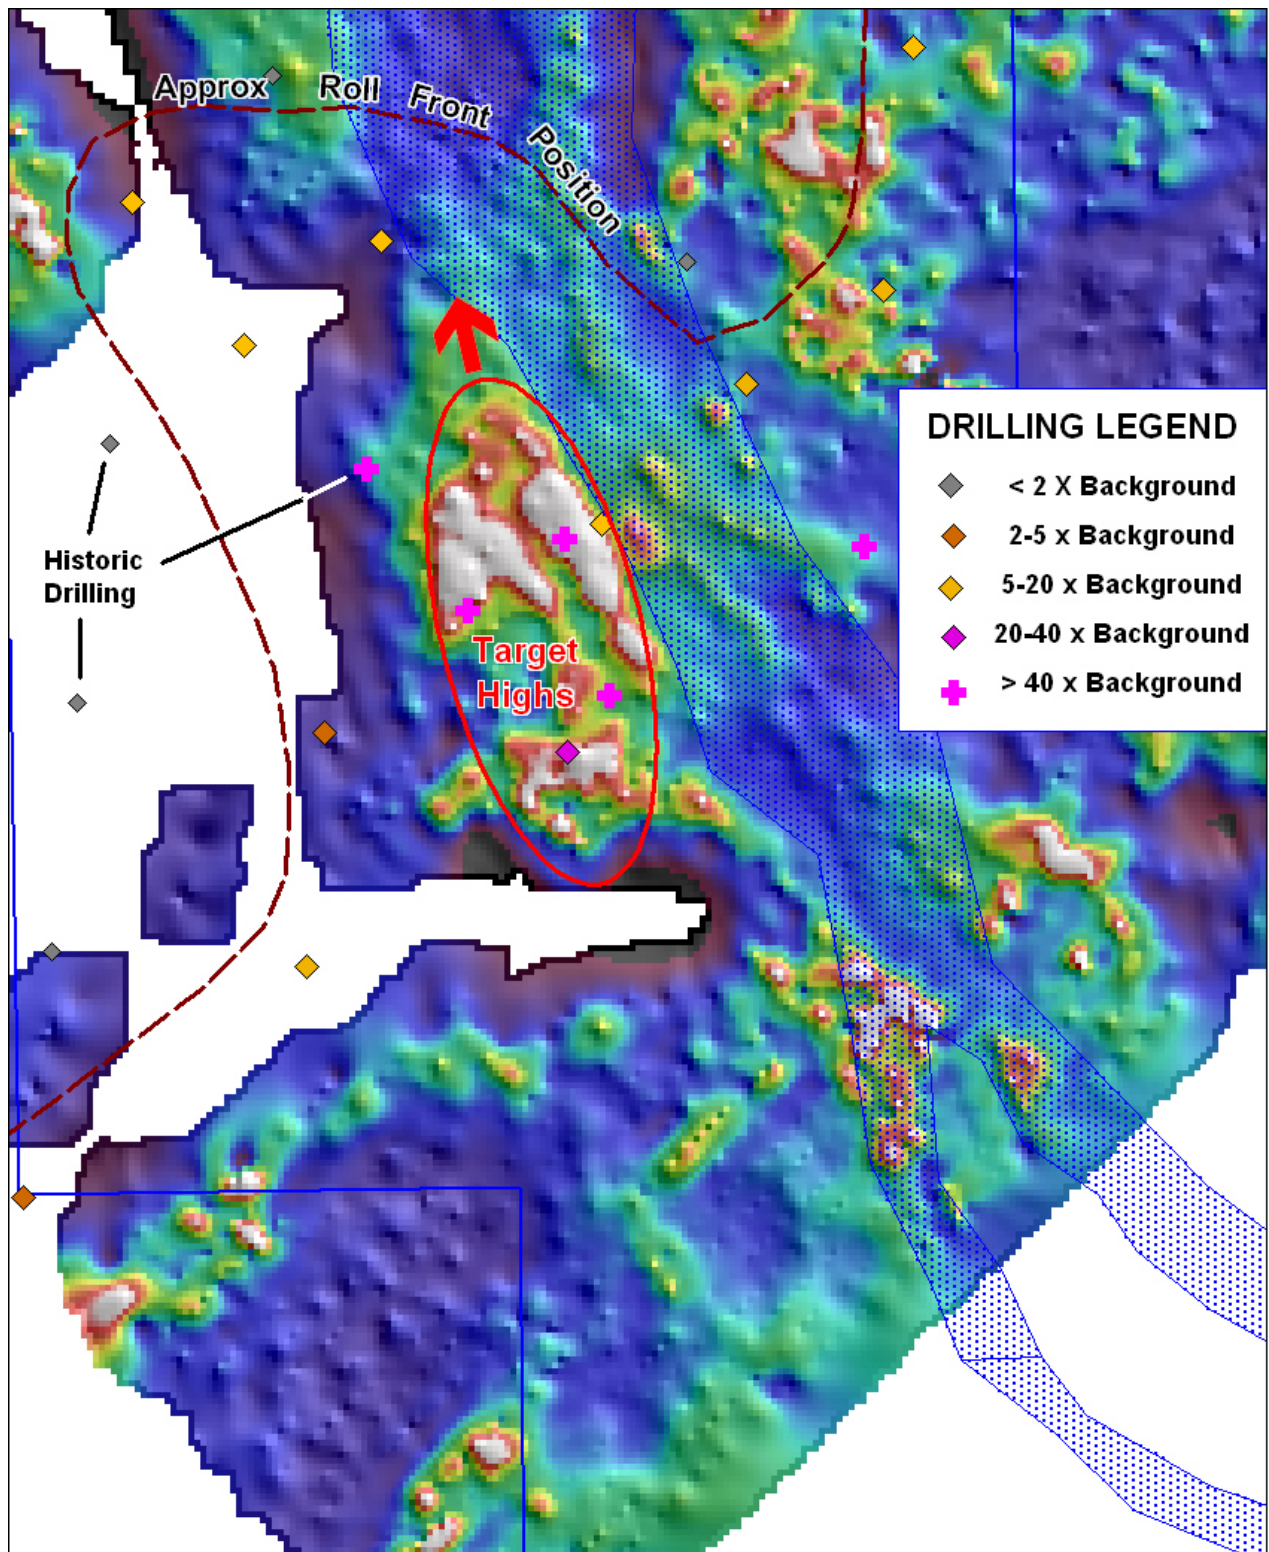 Approx Roll Front Position
DRILLING LEGEND
< 2 X Background
2-5 x Background
5-20 x Background
20-40 x Background
> 40 x Background
Historic
Drilling
Target
Highs